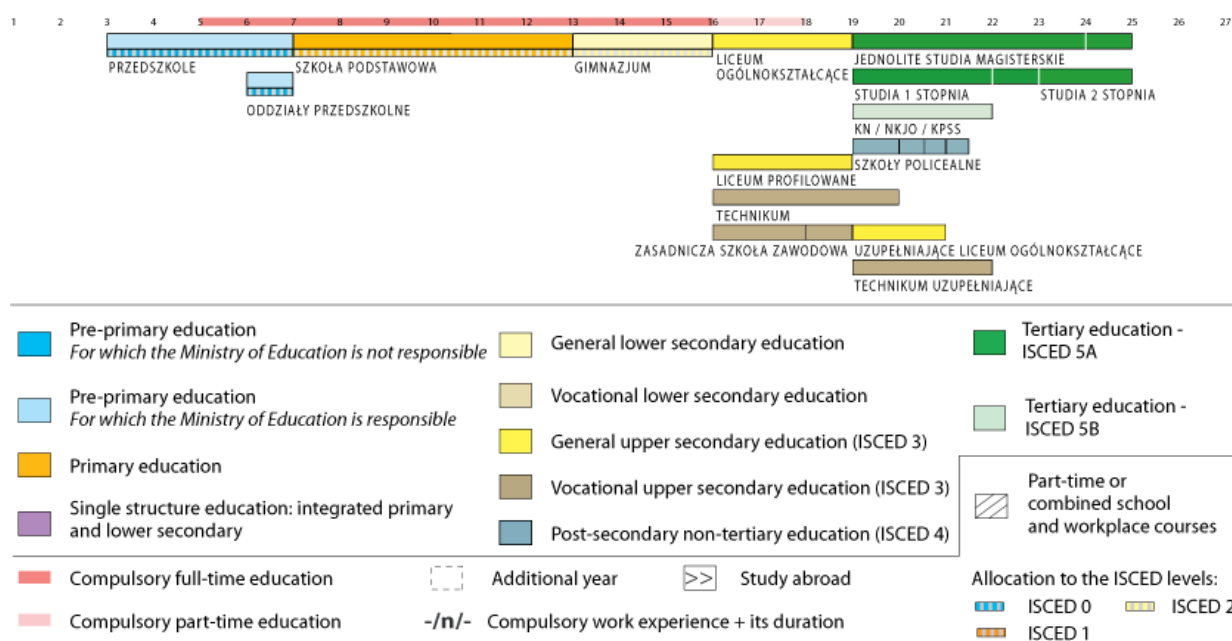 1 2 3 4 5 6 7 8 9 10 11 12 13 14 15 16 17 18 19 20 21 22 23 24 25 26 27
PRZEDSZKOLE
SZKOŁA PODSTAWOWA
GIMNAZJUM
LICEUM
OGÓLNOKSZTAŁCĄCE
JEDNOLITE STUDIA MAGISTERSKIE
ODDZIAŁY PRZEDSZKOLNE
STUDIA 1 STOPNIA
STUDIA 2 STOPNIA
KN / NKJO / KPSS
SZKOŁY POLICEALNE
LICEUM PROFILOWANE
TECHNIKUM
ZASADNICZA SZKOŁA ZAWODOWA
UZUPEŁNIAJĄCE LICEUM OGÓLNOKSZTAŁCĄCE
TECHNIKUM UZUPEŁNIAJĄCE
Pre-primary education
For which the Ministry of Education is not responsible
Pre-primary education
For which the Ministry of Education is responsible
Primary education
Single structure education: integrated primary
and lower secondary
General lower secondary education
Vocational lower secondary education
General upper secondary education (ISCED 3)
Vocational upper secondary education (ISCED 3)
Post-secondary non-tertiary education (ISCED 4)
Tertiary education -
ISCED 5A
Tertiary education -
ISCED 5B
Part-time or
combined school
and workplace courses
Compulsory full-time education
Additional year
>> Study abroad
Compulsory part-time education
-/n/- Compulsory work experience + its duration
Allocation to the ISCED levels:
ISCED 0
ISCED 2
ISCED 1